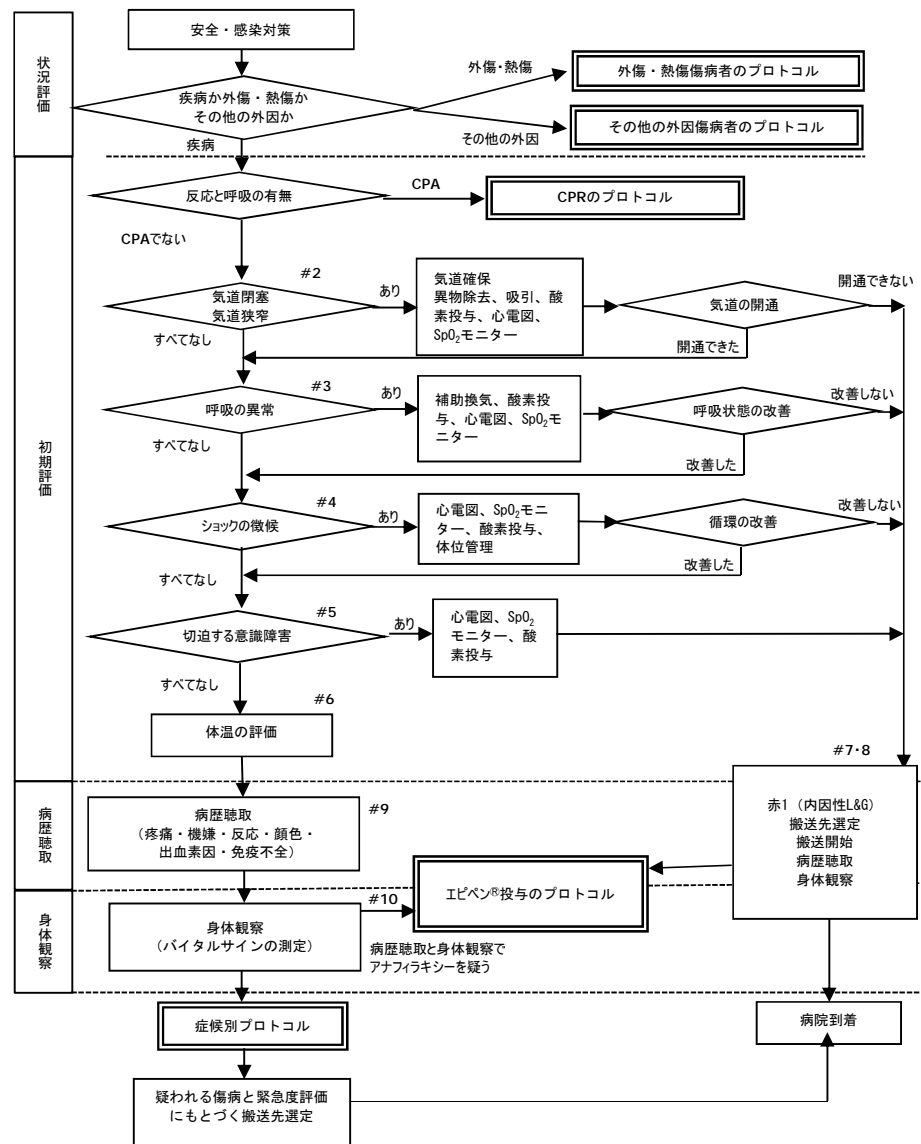 状況評価
安全・感染対策
疾病か外傷・熱傷か
その他の外因か
外傷・熱傷
外傷・熱傷傷病者のプロトコル
その他の外因
その他の外因傷病者のプロトコル
疾病
初期評価
反応と呼吸の有無
CPA
CPRのプロトコル
CPAでない
#2
気道閉塞
気道狭窄
あり
気道確保
異物除去、吸引、酸
素投与、心電図、
SpO₂モニター
気道の開通
開通できない
すべてなし
開通できた
#3
呼吸の異常
あり
補助換気、酸素投
与、心電図、SpO₂モ
ニター
呼吸状態の改善
改善しない
すべてなし
改善した
#4
ショックの徴候
あり
心電図、SpO₂モニ
ター、酸素投与、
体位管理
循環の改善
改善しない
すべてなし
改善した
#5
切迫する意識障害
あり
心電図、SpO₂
モニター、酸
素投与
すべてなし
#6
体温の評価
#7・8
赤1（内因性L&G）
搬送先選定
搬送開始
病歴聴取
身体観察
病歴聴取
#9
病歴聴取
（疼痛・機嫌・反応・顔色・
出血素因・免疫不全）
エピペン®投与のプロトコル
身体観察
#10
身体観察
（バイタルサインの測定）
病歴聴取と身体観察で
アナフィラキシーを疑う
症候別プロトコル
病院到着
疑われる傷病と緊急度評価
にもとづく搬送先選定